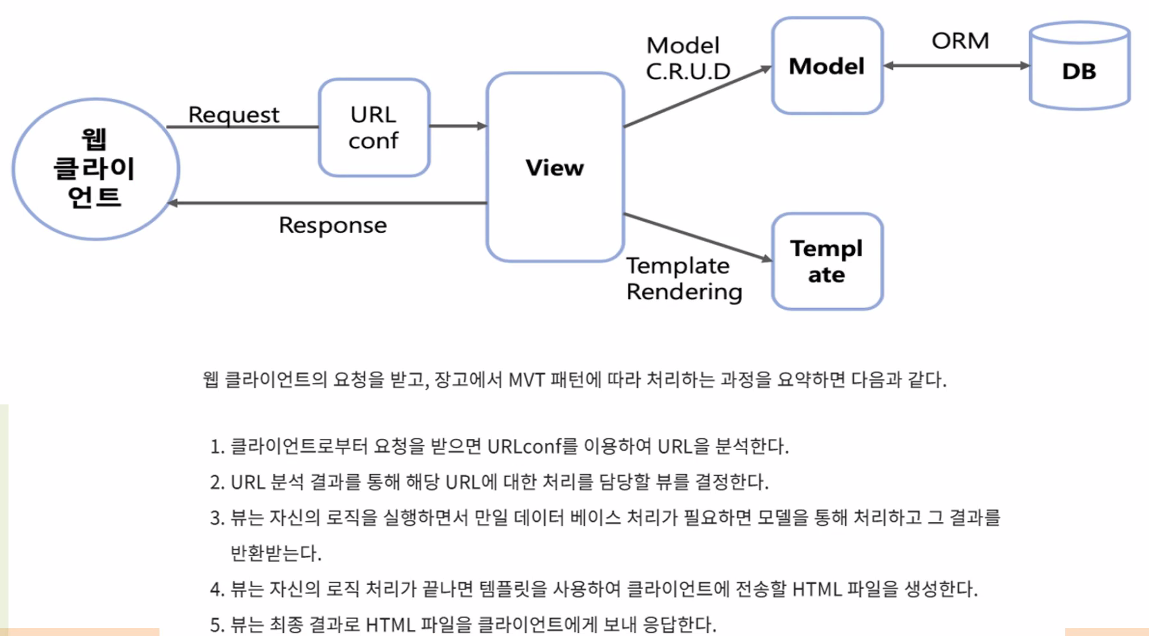 Model
C.R.U.D
Model
ORM
DB
Request
URL
conf
웹
클라이
언트
View
Response
Templ
ate
Template
Rendering
웹 클라이언트의 요청을 받고, 장고에서 MVT 패턴에 따라 처리하는 과정을 요약하면 다음과 같다.
1. 클라이언트로부터 요청을 받으면 URLconf를 이용하여 URL을 분석한다.
2. URL 분석 결과를 통해 해당 URL에 대한 처리를 담당할 뷰를 결정한다.
3. 뷰는 자신의 로직을 실행하면서 만일 데이터 베이스 처리가 필요하면 모델을 통해 처리하고 그 결과를
반환받는다.
4. 뷰는 자신의 로직 처리가 끝나면 템플릿을 사용하여 클라이언트에 전송할 HTML 파일을 생성한다.
5. 뷰는 최종 결과로 HTML 파일을 클라이언트에게 보내 응답한다.